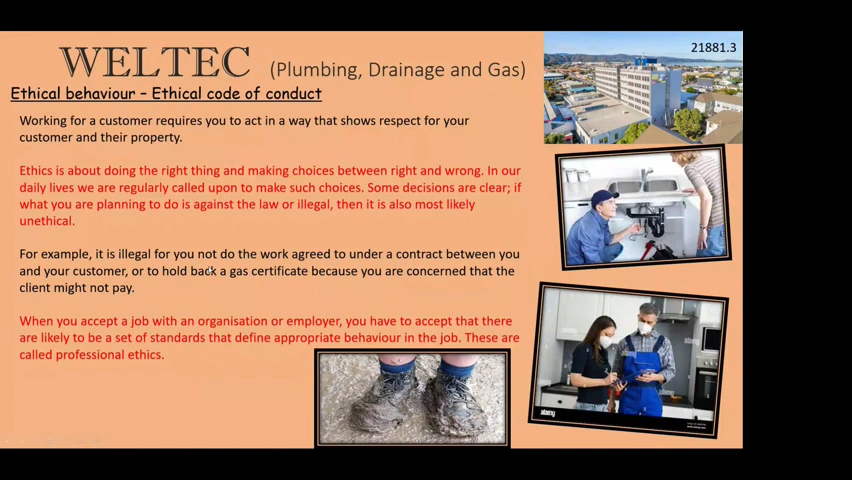 WELTEC (Plumbing, Drainage and Gas)
21881.3
Ethical behaviour – Ethical code of conduct
Working for a customer requires you to act in a way that shows respect for your
customer and their property.
Ethics is about doing the right thing and making choices between right and wrong. In our
daily lives we are regularly called upon to make such choices. Some decisions are clear; if
what you are planning to do is against the law or illegal, then it is also most likely
unethical.
For example, it is illegal for you not do the work agreed to under a contract between you
and your customer, or to hold back a gas certificate because you are concerned that the
client might not pay.
When you accept a job with an organisation or employer, you have to accept that there
are likely to be a set of standards that define appropriate behaviour in the job. These are
called professional ethics.
alamy